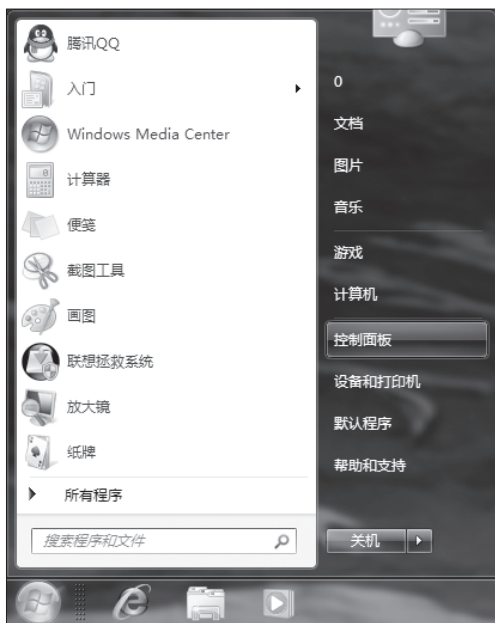 腾讯QQ
入门
Windows Media Center
计算器
便笺
截图工具
画图
联想拯救系统
放大镜
纸牌
所有程序
搜索程序和文件
0
文档
图片
音乐
游戏
计算机
控制面板
设备和打印机
默认程序
帮助和支持
关机